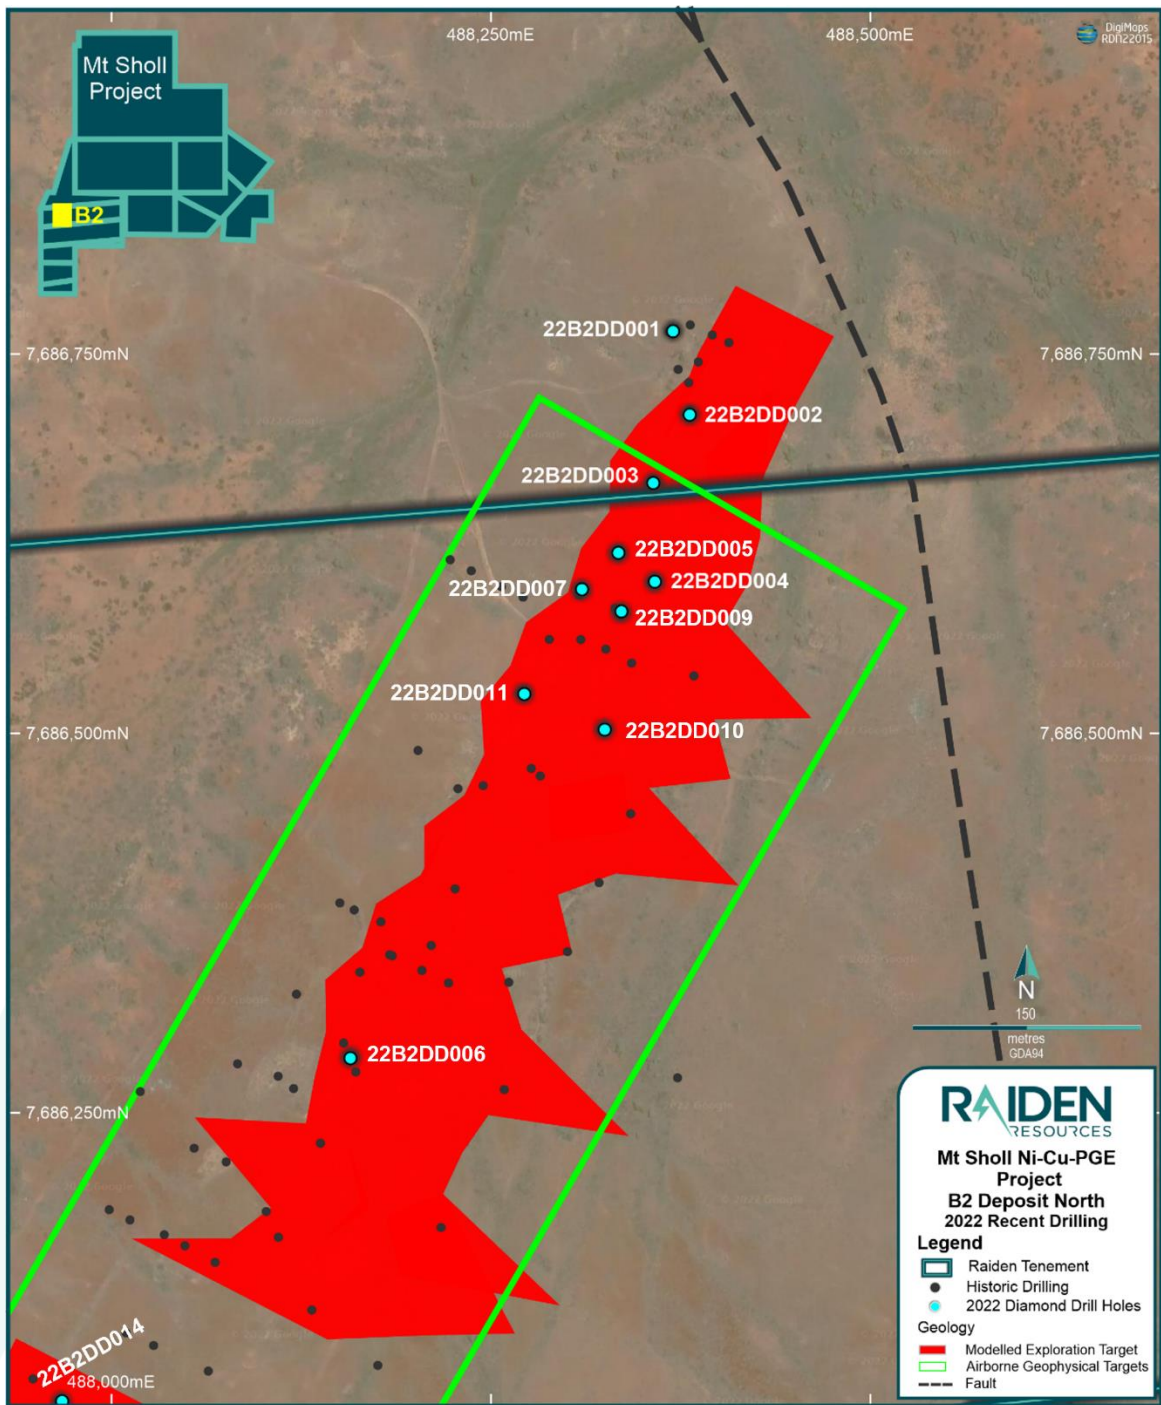 488,250mE
488,500mE
DigiMaps
RDN22015
Mt Sholl
Project
B2
22B2DD001
7,686,750mN
7,686,750mN
22B2DD002
22B2DD003
22B2DD005
22B2DD004
22B2DD007
22B2DD009
22B2DD011
22B2DD010
7,686,500mN
7,686,500mN
N
150
metres
GDA94
22B2DD006
7,686,250mN
RAIDEN
RESOURCES
Mt Sholl Ni-Cu-PGE
Project
B2 Deposit North
2022 Recent Drilling
Legend
Raiden Tenement
Historic Drilling
2022 Diamond Drill Holes
Geology
Modelled Exploration Target
Airborne Geophysical Targets
Fault
22B2DD014
488,000mE